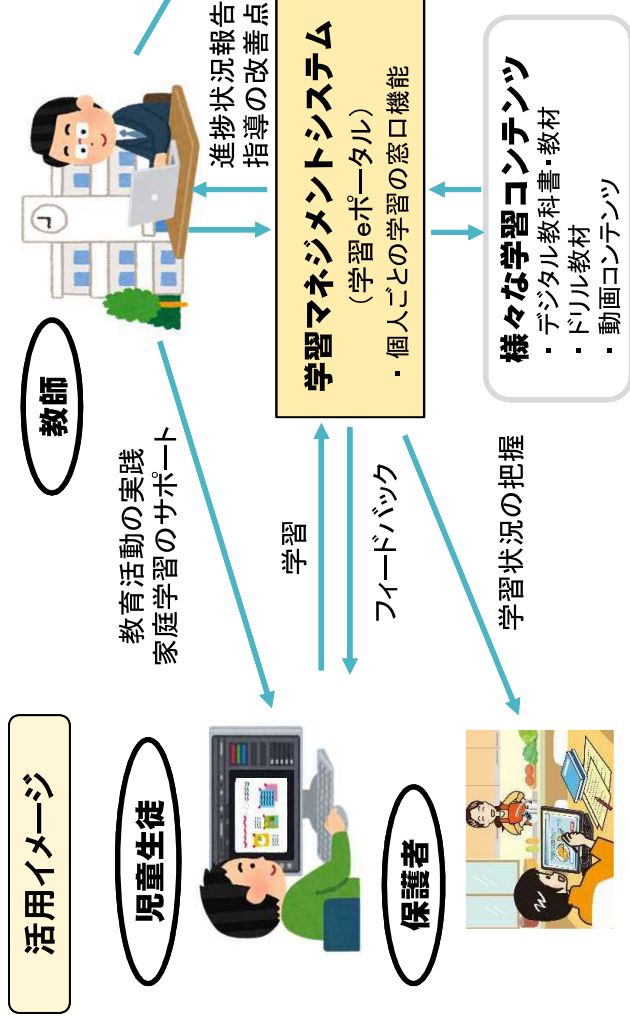 活用イメージ
児童生徒
保護者
教育活動の実践
家庭学習のサポート
学習
フィードバック
学習状況の把握
教師
進捗状況報告
指導の改善点
学習マネジメントシステム
（学習eポータル）
・個人ごとの学習の窓口機能
様々な学習コンテンツ
・デジタル教科書・教材
・ドリル教材
・動画コンテンツ